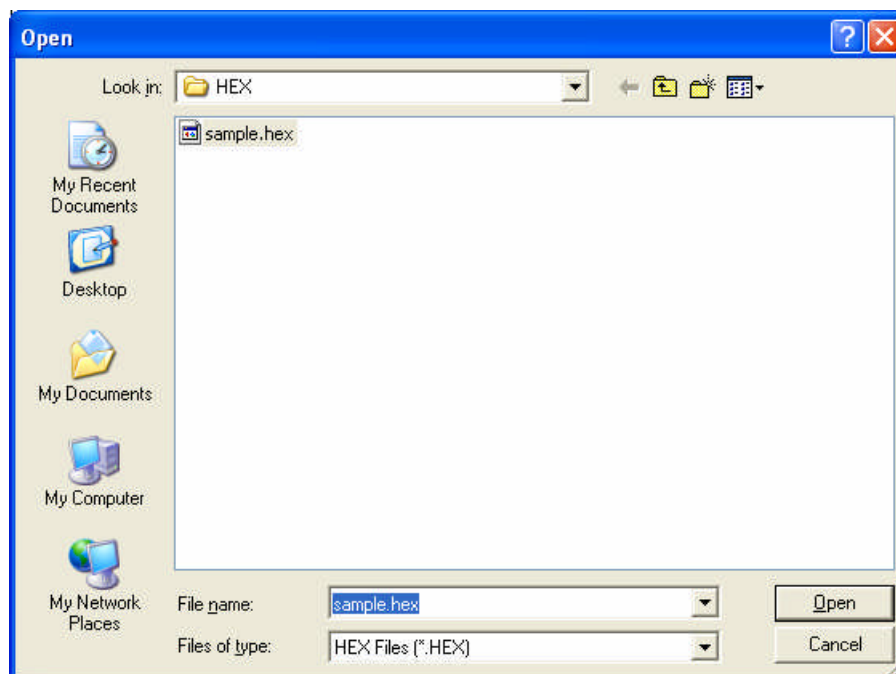 Open
Look in:
HEX
sample.hex
My Recent
Documents
Desktop
My Documents
My Computer
My Network
Places
File name:
sample.hex
Open
Files of type:
HEX Files (*.HEX)
Cancel